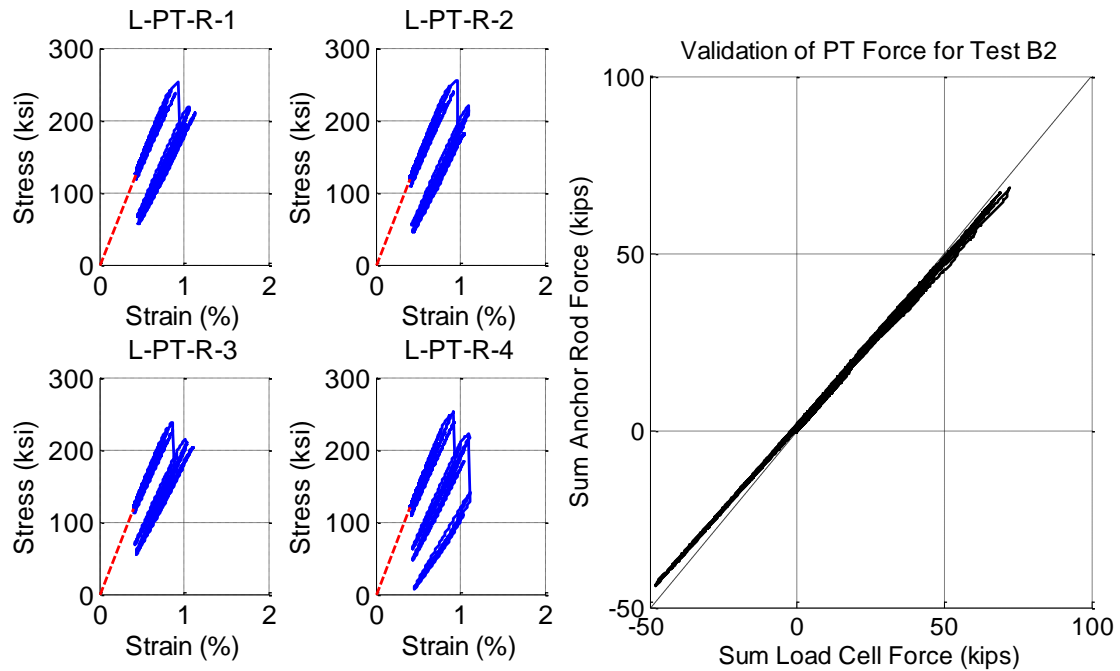 L-PT-R-1
300
200
100
0
Stress (ksi)
0 1 2
Strain (%)
L-PT-R-2
300
200
100
0
Stress (ksi)
0 1 2
Strain (%)
L-PT-R-3
300
200
100
0
Stress (ksi)
0 1 2
Strain (%)
L-PT-R-4
300
200
100
0
Stress (ksi)
0 1 2
Strain (%)
Validation of PT Force for Test B2
100
50
0
-50
Sum Anchor Rod Force (kips)
-50 0 50 100
Sum Load Cell Force (kips)